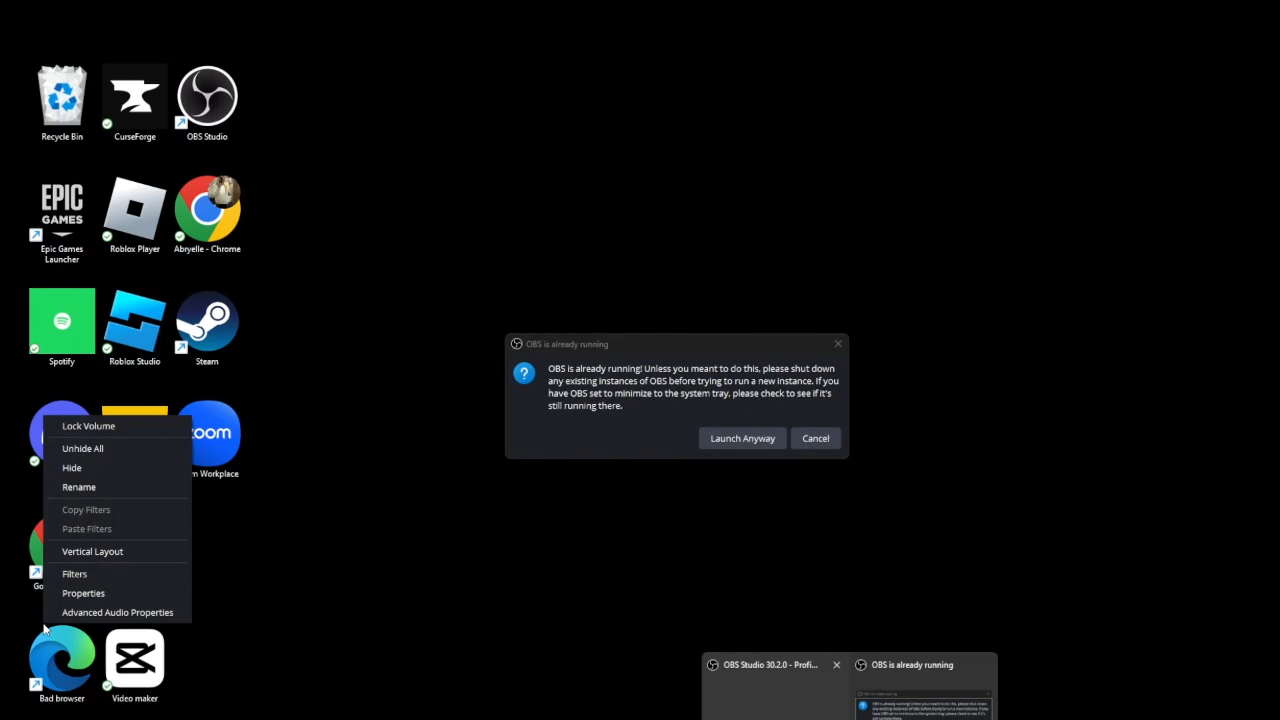 Recycle Bin
CurseForge
OBS Studio
EPIC
GAMES
Epic Games
Launcher
Roblox Player
Abryelle - Chrome
Spotify
Roblox Studio
Steam
Lock Volume
Unhide All
Hide
Rename
Copy Filters
Paste Filters
Vertical Layout
Filters
Properties
Advanced Audio Properties
oom
m Workplace
Go
Bad browser
Video maker
OBS is already running
OBS is already running! Unless you meant to do this, please shut down
any existing instances of OBS before trying to run a new instance. If you
have OBS set to minimize to the system tray, please check to see if it's
still running there.
Launch Anyway
Cancel
OBS Studio 30.2.0 - Profi...
OBS is already running